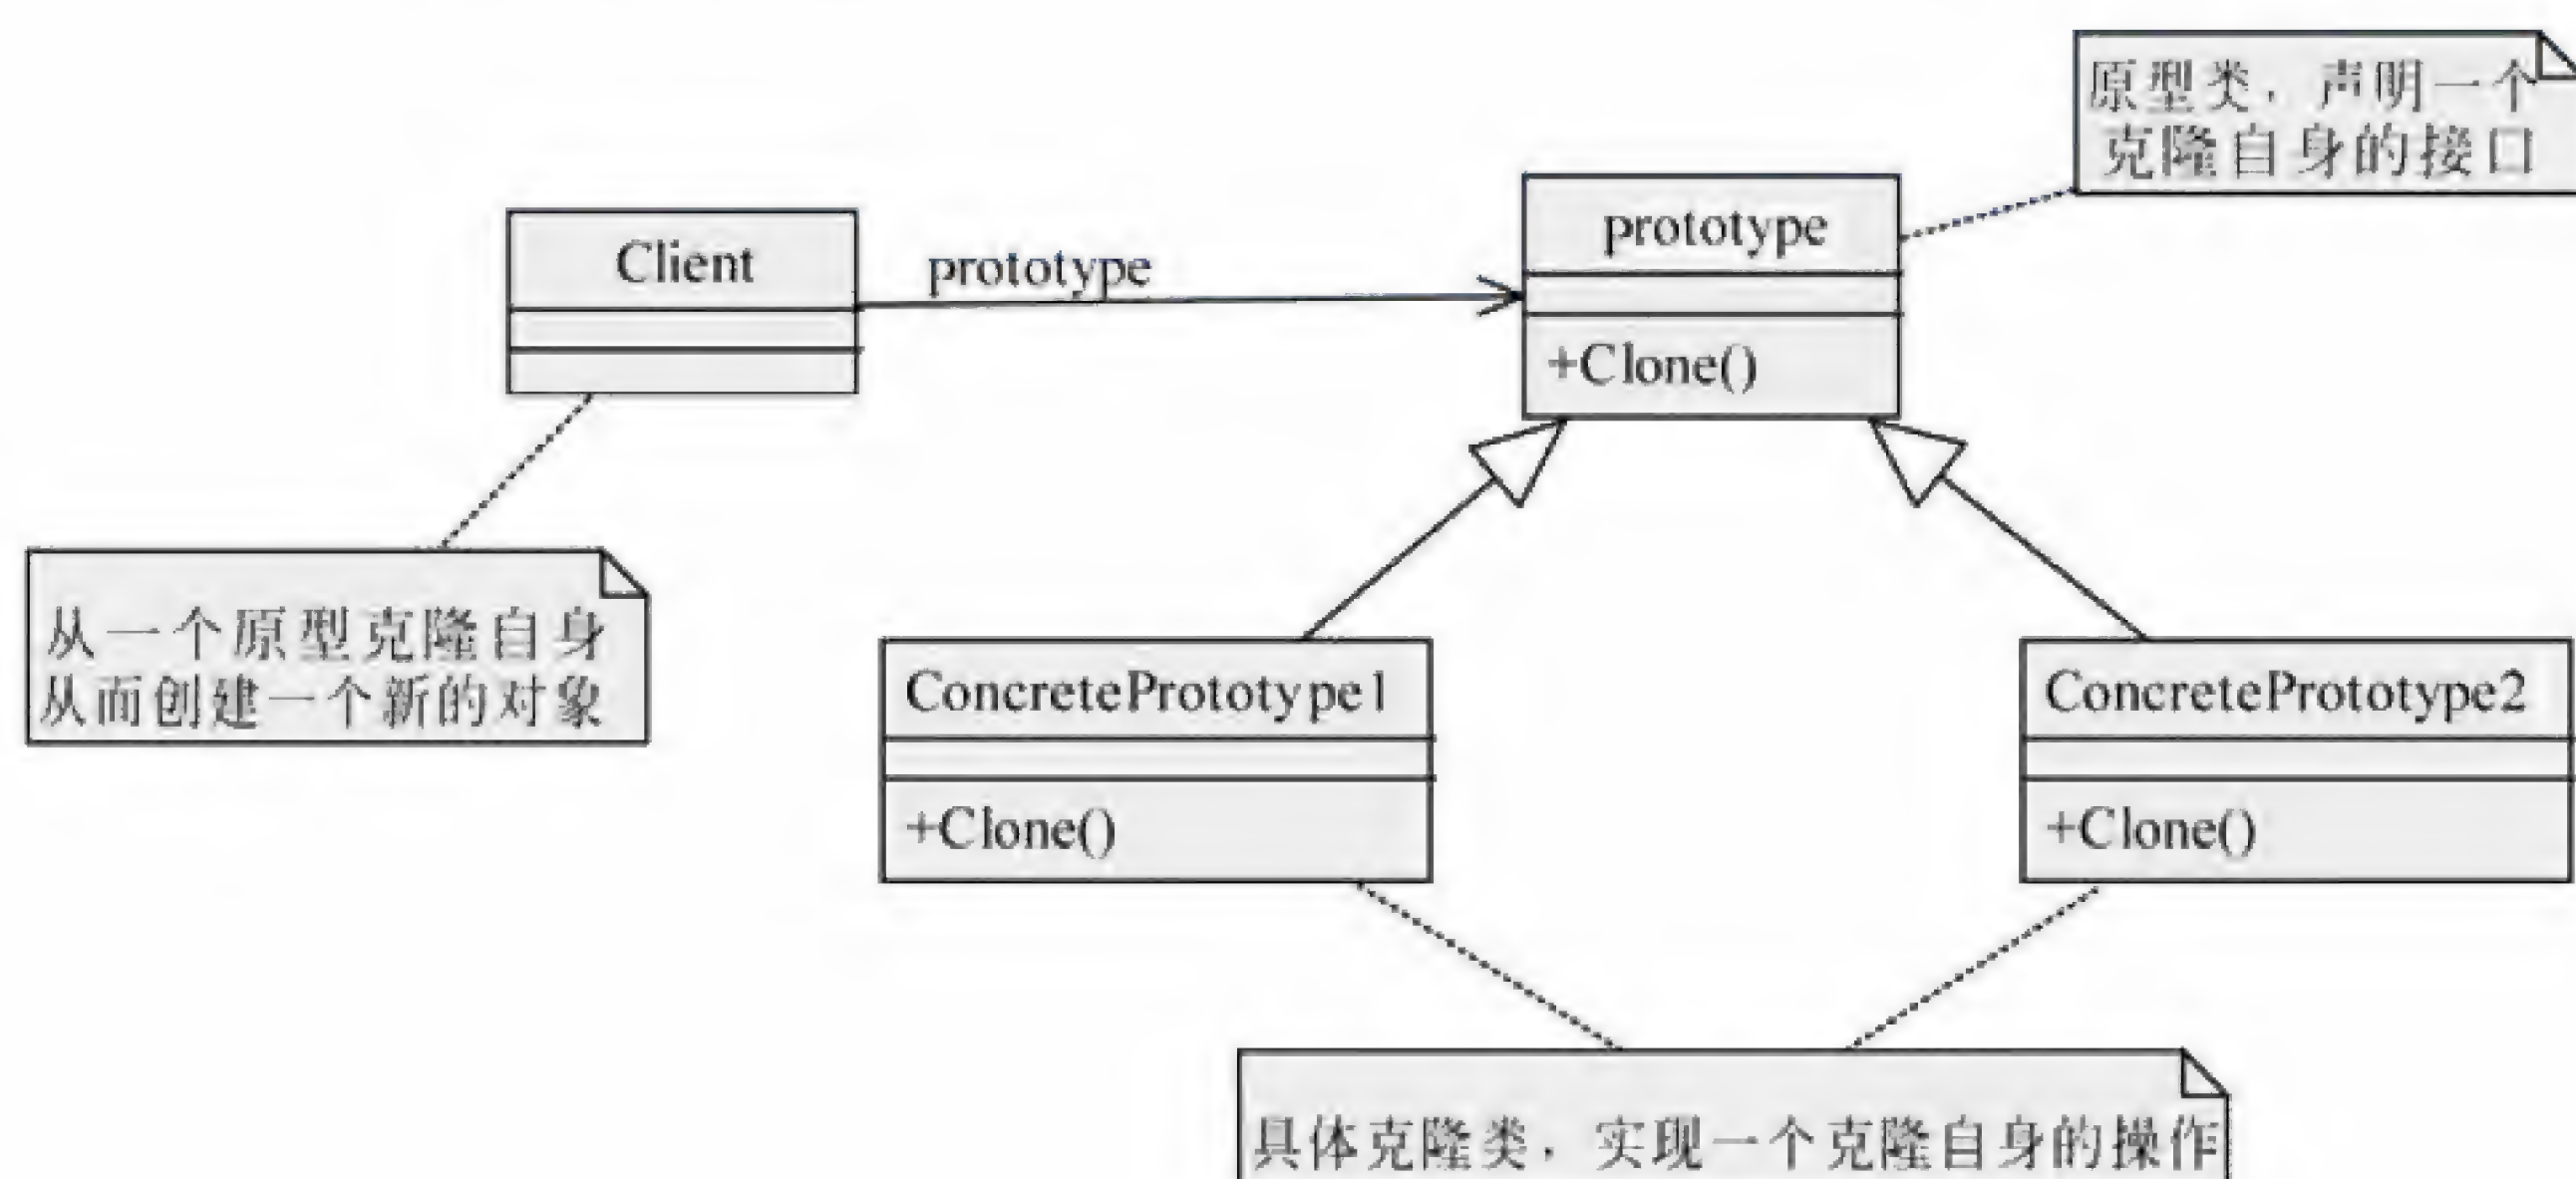 原型类，声明一个
克隆自身的接口
Client
prototype
prototype
+Clone()
从一个原型克隆自身
从而创建一个新的对象
ConcretePrototype1
+Clone()
ConcretePrototype2
+Clone()
具体克隆类，实现一个克隆自身的操作